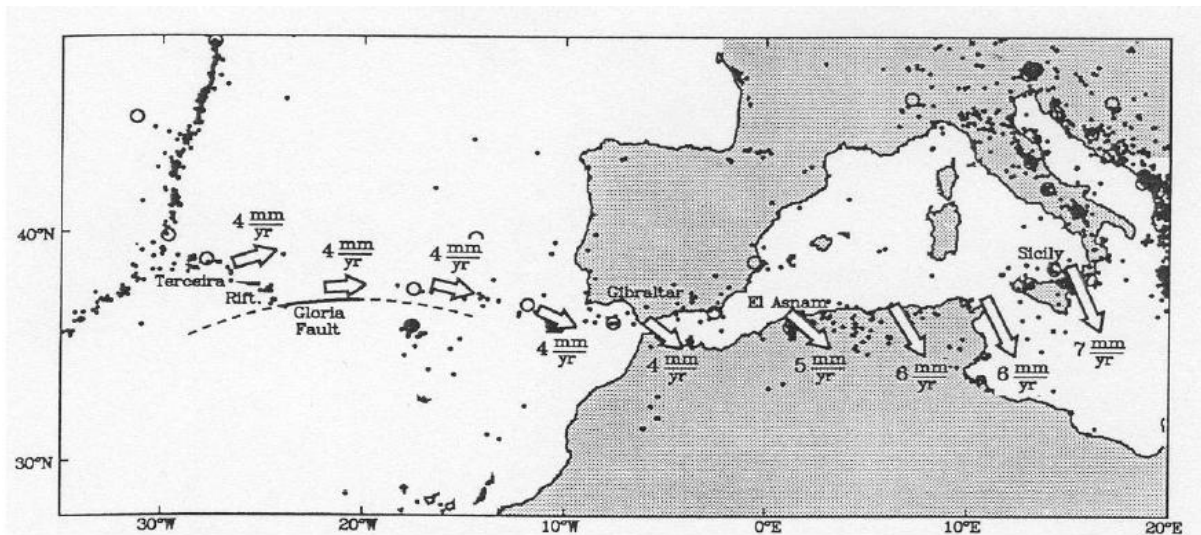 4 mm/yr
4 mm/yr
4 mm/yr
40°N
Sicily
Terceira
Rift.
Gibraltar
El Asnam
Gloria
Fault
4 mm/yr
4 mm/yr
5 mm/yr
6 mm/yr
6 mm/yr
7 mm/yr
30°N
30°W
20°W
10°W
0°E
10°E
20°E